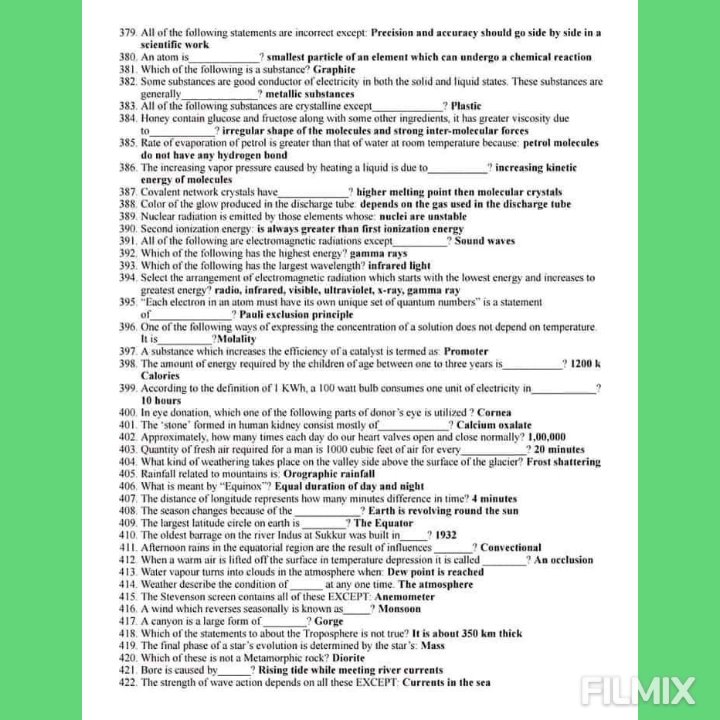 379. All of the following statements are incorrect except: Precision and accuracy should go side by side in a
scientific work
380. An atom is____________? smallest particle of an element which can undergo a chemical reaction
381. Which of the following is a substance? Graphite
382. Some substances are good conductor of electricity in both the solid and liquid states. These substances are
generally_____________? metallic substances
383. All of the following substances are crystalline except____________? Plastic
384. Honey contain glucose and fructose along with some other ingredients, it has greater viscosity due
to___________? irregular shape of the molecules and strong inter-molecular forces
385. Rate of evaporation of petrol is greater than that of water at room temperature because: petrol molecules
do not have any hydrogen bond
386. The increasing vapor pressure caused by heating a liquid is due to__________? increasing kinetic
energy of molecules
387. Covalent network crystals have____________? higher melting point then molecular crystals
388. Color of the glow produced in the discharge tube: depends on the gas used in the discharge tube
389. Nuclear radiation is emitted by those elements whose: nuclei are unstable
390. Second ionization energy: is always greater than first ionization energy
391. All of the following are electromagnetic radiations except_________? Sound waves
392. Which of the following has the highest energy? gamma rays
393. Which of the following has the largest wavelength? infrared light
394. Select the arrangement of electromagnetic radiation which starts with the lowest energy and increases to
greatest energy? radio, infrared, visible, ultraviolet, x-ray, gamma ray
395. "Each electron in an atom must have its own unique set of quantum numbers" is a statement
of______________? Pauli exclusion principle
396. One of the following ways of expressing the concentration of a solution does not depend on temperature.
It is_________?Molality
397. A substance which increases the efficiency of a catalyst is termed as: Promoter
398. The amount of energy required by the children of age between one to three years is__________? 1200 k
Calories
399. According to the definition of 1 KWh, a 100 watt bulb consumes one unit of electricity in___________?
10 hours
400. In eye donation, which one of the following parts of donor's eye is utilized ? Cornea
401. The 'stone' formed in human kidney consist mostly of____________? Calcium oxalate
402. Approximately, how many times each day do our heart valves open and close normally? 1,00,000
403. Quantity of fresh air required for a man is 1000 cubic feet of air for every___________? 20 minutes
404. What kind of weathering takes place on the valley side above the surface of the glacier? Frost shattering
405. Rainfall related to mountains is: Orographic rainfall
406. What is meant by "Equinox"? Equal duration of day and night
407. The distance of longitude represents how many minutes difference in time? 4 minutes
408. The season changes because of the ___________? Earth is revolving round the sun
409. The largest latitude circle on earth is _______? The Equator
410. The oldest barrage on the river Indus at Sukkur was built in_____? 1932
411. Afternoon rains in the equatorial region are the result of influences ______? Convectional
412. When a warm air is lifted off the surface in temperature depression it is called _______? An occlusion
413. Water vapour turns into clouds in the atmosphere when: Dew point is reached
414. Weather describe the condition of ______ at any one time. The atmosphere
415. The Stevenson screen contains all of these EXCEPT: Anemometer
416. A wind which reverses seasonally is known as_____? Monsoon
417. A canyon is a large form of _______? Gorge
418. Which of the statements to about the Troposphere is not true? It is about 350 km thick
419. The final phase of a star's evolution is determined by the star's: Mass
420. Which of these is not a Metamorphic rock? Diorite
421. Bore is caused by______? Rising tide while meeting river currents
422. The strength of wave action depends on all these EXCEPT: Currents in the sea
FILMIX